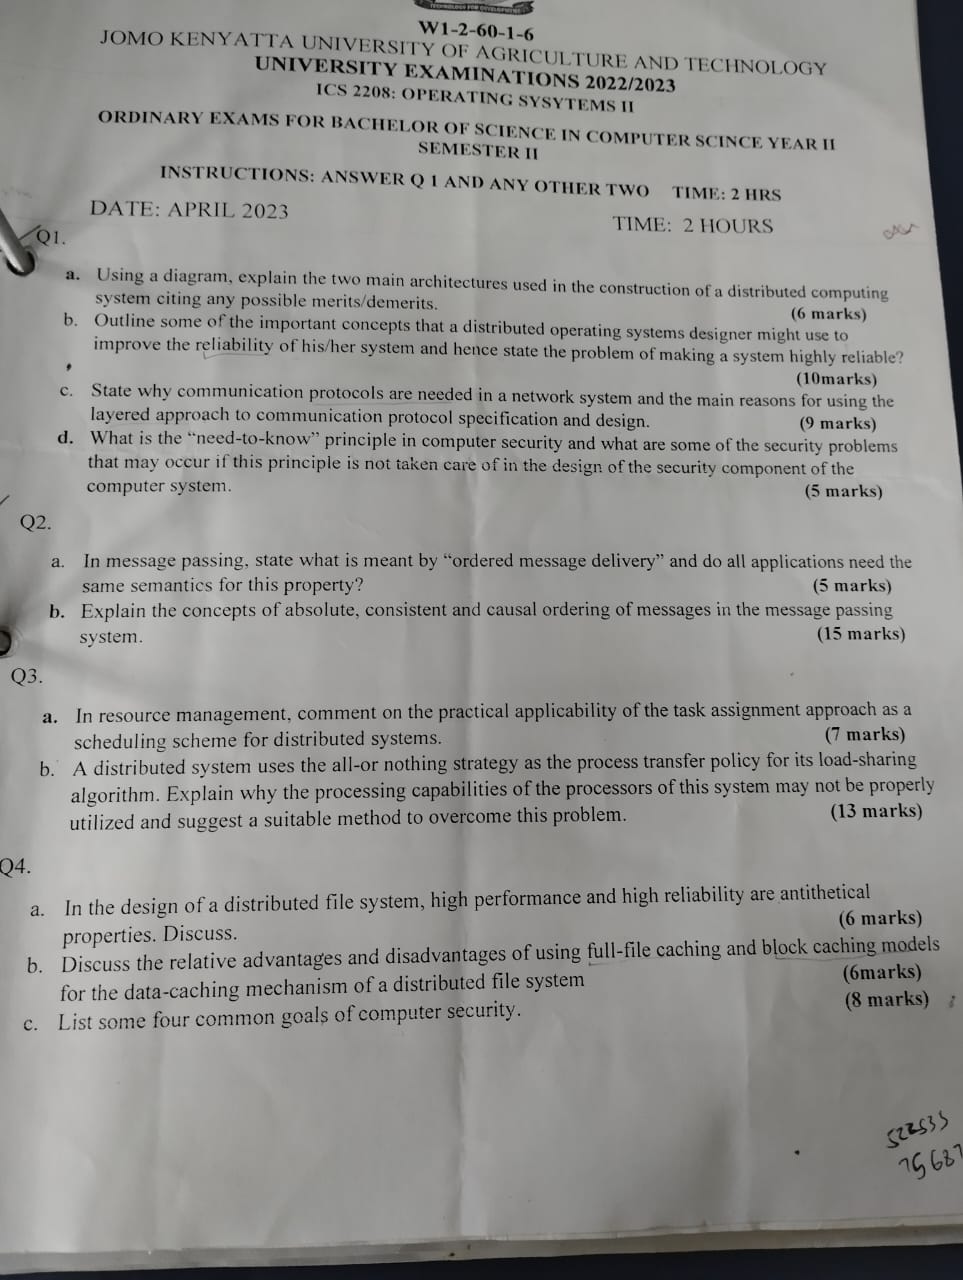 TECHNOLOGY FOR DEVELOPMENT
W1-2-60-1-6
JOMO KENYATTA UNIVERSITY OF AGRICULTURE AND TECHNOLOGY
UNIVERSITY EXAMINATIONS 2022/2023
ICS 2208: OPERATING SYSYTEMS II
ORDINARY EXAMS FOR BACHELOR OF SCIENCE IN COMPUTER SCINCE YEAR II
SEMESTER II
INSTRUCTIONS: ANSWER Q 1 AND ANY OTHER TWO TIME: 2 HRS
DATE: APRIL 2023 TIME: 2 HOURS
Q1.
a. Using a diagram, explain the two main architectures used in the construction of a distributed computing
system citing any possible merits/demerits. (6 marks)
b. Outline some of the important concepts that a distributed operating systems designer might use to
improve the reliability of his/her system and hence state the problem of making a system highly reliable?
(10marks)
c. State why communication protocols are needed in a network system and the main reasons for using the
layered approach to communication protocol specification and design. (9 marks)
d. What is the “need-to-know” principle in computer security and what are some of the security problems
that may occur if this principle is not taken care of in the design of the security component of the
computer system. (5 marks)
Q2.
a. In message passing, state what is meant by “ordered message delivery” and do all applications need the
same semantics for this property? (5 marks)
b. Explain the concepts of absolute, consistent and causal ordering of messages in the message passing
system. (15 marks)
Q3.
a. In resource management, comment on the practical applicability of the task assignment approach as a
scheduling scheme for distributed systems. (7 marks)
b. A distributed system uses the all-or nothing strategy as the process transfer policy for its load-sharing
algorithm. Explain why the processing capabilities of the processors of this system may not be properly
utilized and suggest a suitable method to overcome this problem. (13 marks)
Q4.
a. In the design of a distributed file system, high performance and high reliability are antithetical
properties. Discuss. (6 marks)
b. Discuss the relative advantages and disadvantages of using full-file caching and block caching models
for the data-caching mechanism of a distributed file system (6marks)
c. List some four common goals of computer security. (8 marks)